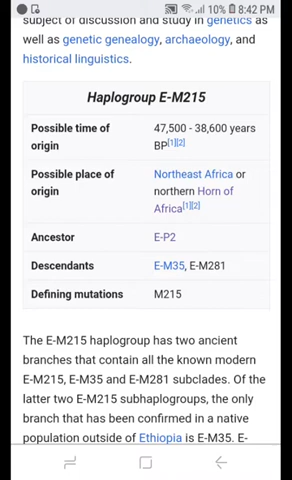 10% 8:42 PM
subject of discussion and study in genetics as
well as genetic genealogy, archaeology, and
historical linguistics.
Haplogroup E-M215
Possible time of origin 47,500 - 38,600 years BP[1][2]
Possible place of origin Northeast Africa or northern Horn of Africa[1][2]
Ancestor E-P2
Descendants E-M35, E-M281
Defining mutations M215
The E-M215 haplogroup has two ancient
branches that contain all the known modern
E-M215, E-M35 and E-M281 subclades. Of the
latter two E-M215 subhaplogroups, the only
branch that has been confirmed in a native
population outside of Ethiopia is E-M35. E-